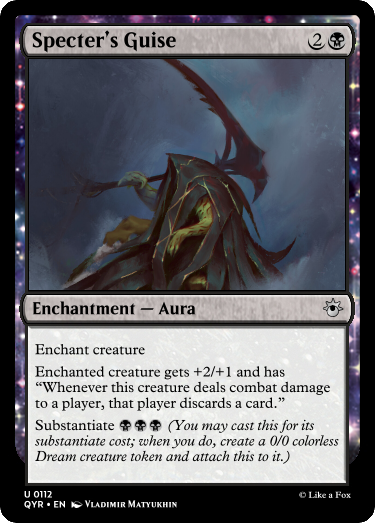 Specter's Guise 2
Enchantment — Aura
Enchant creature
Enchanted creature gets +2/+1 and has
“Whenever this creature deals combat damage
to a player, that player discards a card.”
Substantiate (You may cast this for its
substantiate cost; when you do, create a 0/0 colorless
Dream creature token and attach this to it.)
U 0112
© Like a Fox
QYR • EN Vladimir Matyukhin